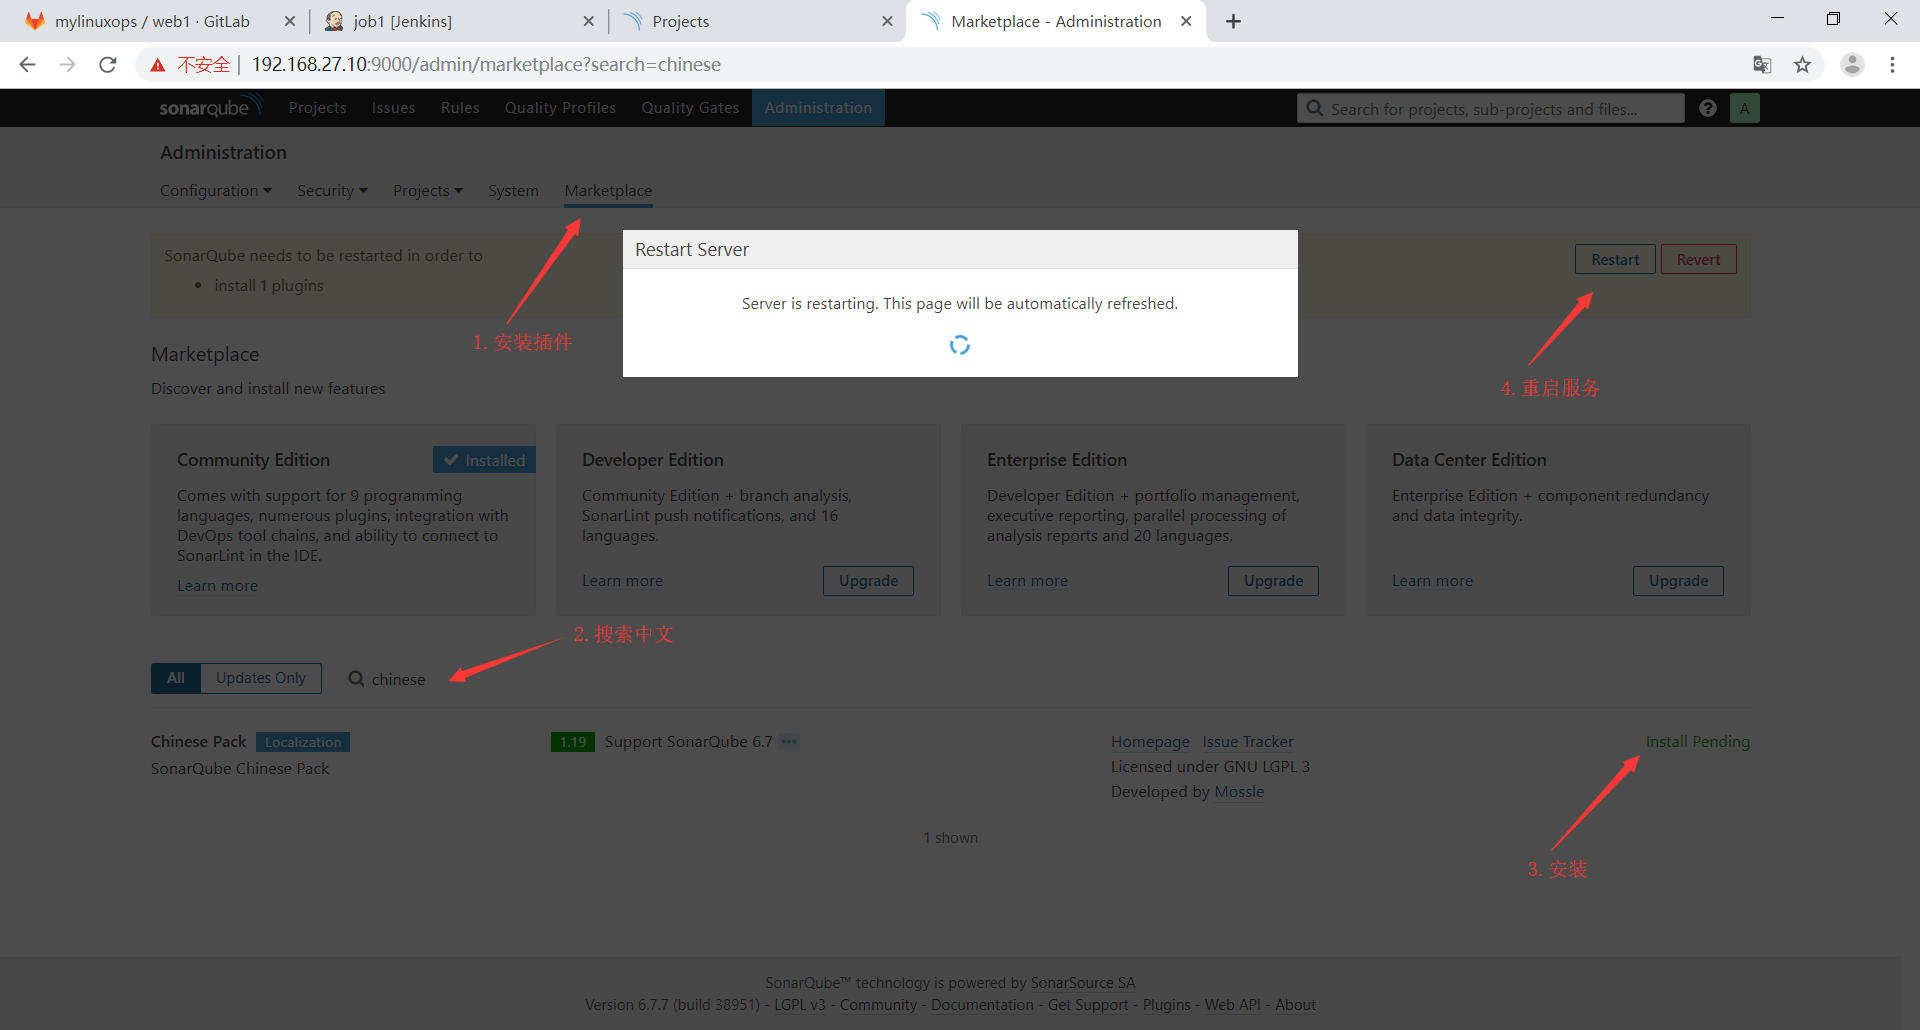 mylinuxops / web1 · GitLab
job1 [Jenkins]
Projects
Marketplace - Administration
不安全 | 192.168.27.10:9000/admin/marketplace?search=chinese
sonarqube Projects Issues Rules Quality Profiles Quality Gates Administration
Search for projects, sub-projects and files...
A
Administration
Configuration Security Projects System Marketplace
SonarQube needs to be restarted in order to
• install 1 plugins
Restart Revert
Restart Server
Server is restarting. This page will be automatically refreshed.
1. 安装插件
4. 重启服务
Marketplace
Discover and install new features
Community Edition
Installed
Comes with support for 9 programming
languages, numerous plugins, integration with
DevOps tool chains, and ability to connect to
SonarLint in the IDE.
Learn more
Developer Edition
Community Edition + branch analysis,
SonarLint push notifications, and 16
languages.
Learn more
Upgrade
Enterprise Edition
Developer Edition + portfolio management,
executive reporting, parallel processing of
analysis reports and 20 languages.
Learn more
Upgrade
Data Center Edition
Enterprise Edition + component redundancy
and data integrity.
Learn more
Upgrade
2. 搜索中文
All Updates Only
chinese
Chinese Pack Localization
SonarQube Chinese Pack
1.19 Support SonarQube 6.7 •••
Homepage Issue Tracker
Licensed under GNU LGPL 3
Developed by Mossle
Install Pending
1 shown
3. 安装
SonarQube™ technology is powered by SonarSource SA
Version 6.7.7 (build 38951) - LGPL v3 - Community - Documentation - Get Support - Plugins - Web API - About